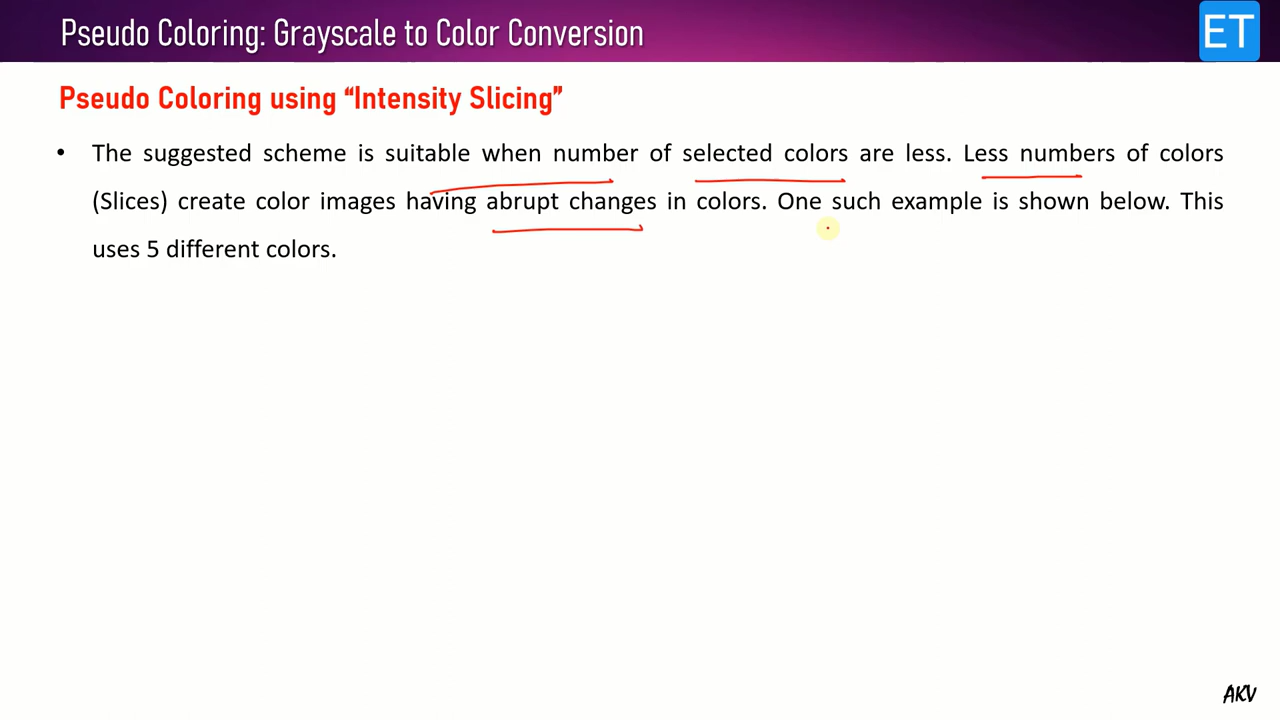 Pseudo Coloring: Grayscale to Color Conversion
ET
Pseudo Coloring using “Intensity Slicing”
• The suggested scheme is suitable when number of selected colors are less. Less numbers of colors
(Slices) create color images having abrupt changes in colors. One such example is shown below. This
uses 5 different colors.
AKV